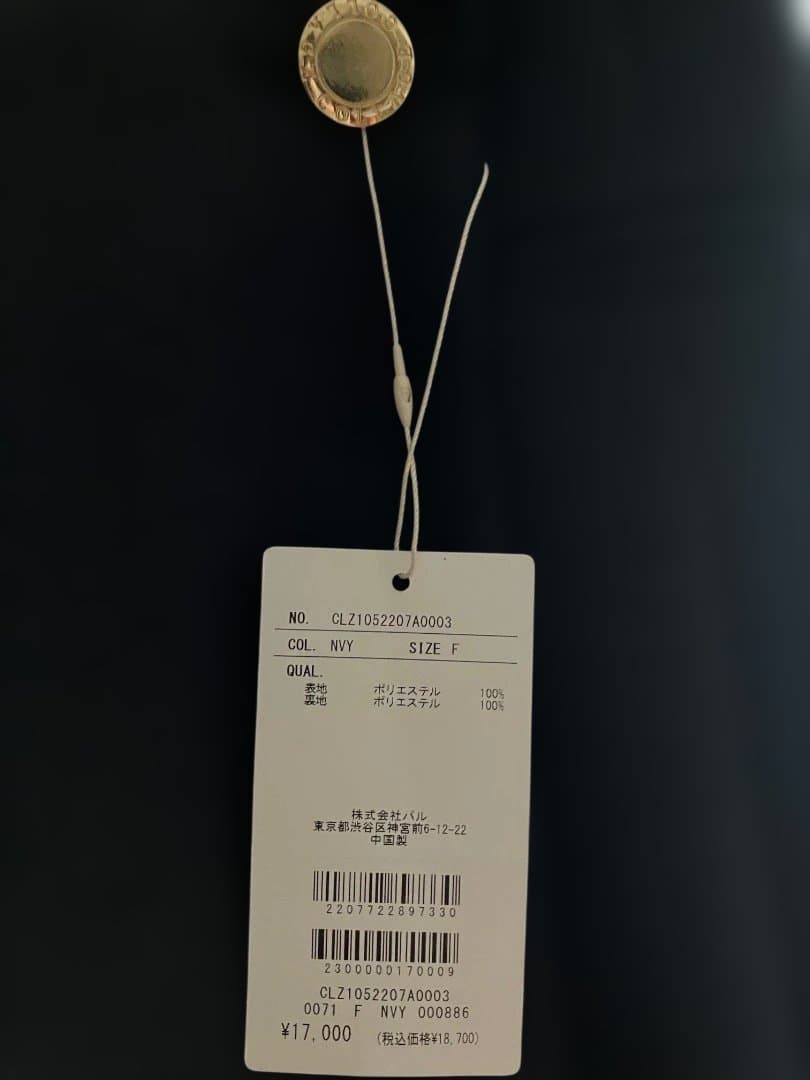 NO. CLZ1052207A0003
COL. NVY SIZE F
QUAL.
表地 ポリエステル 100%
裏地 ポリエステル 100%
株式会社バル
東京都渋谷区神宮前6-12-22
中国製
2207722897330
2300000170009
CLZ1052207A0003
0071 F NVY 000886
¥17,000 (税込価格¥18,700)